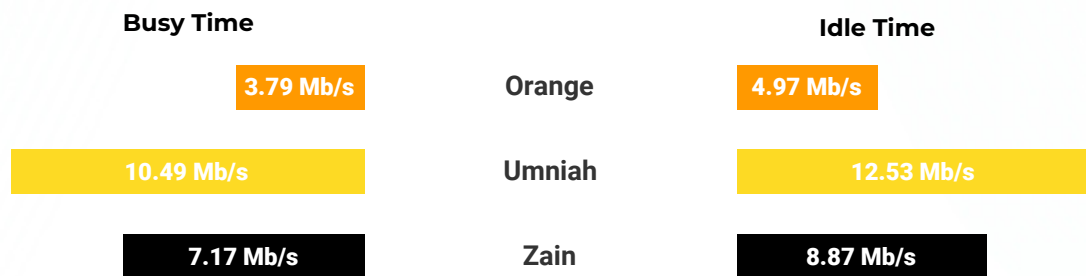 Busy Time
Idle Time
3.79 Mb/s Orange 4.97 Mb/s
10.49 Mb/s Umniah 12.53 Mb/s
7.17 Mb/s Zain 8.87 Mb/s